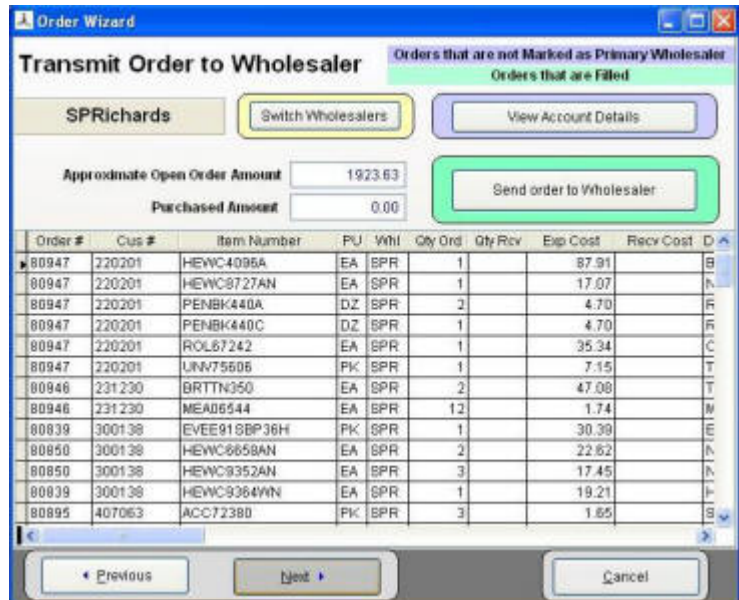 Order Wizard
Transmit Order to Wholesaler
Orders that are not Marked as Primary Wholesaler
Orders that are Filled
SPRichards
Switch Wholesalers
View Account Details
Approximate Open Order Amount 1923.63
Purchased Amount 0.00
Send order to Wholesaler
Order # Cus # Item Number PU Whl Qty Ord Qty Rcv Exp Cost Recv Cost D
80947 220201 HEWC4096A EA SPR 1 87.91 B
80947 220201 HEWC8727AN EA SPR 1 17.07 N
80947 220201 PENBK440A DZ SPR 2 4.70 R
80947 220201 PENBK440C DZ SPR 1 4.70 R
80947 220201 ROL67242 EA SPR 1 35.34 C
80947 220201 UNV75606 PK SPR 1 7.15 T
80946 231230 BRTTN350 EA SPR 2 47.08 T
80946 231230 MEA06544 EA SPR 12 1.74 M
80839 300138 EVEE91SBP36H PK SPR 1 30.39 E
80850 300138 HEWC6658AN EA SPR 2 22.62 N
80850 300138 HEWC9352AN EA SPR 3 17.45 N
80839 300138 HEWC9364WN EA SPR 1 19.21 H
80895 407063 ACC72380 PK SPR 3 1.65 S
Previous
Next
Cancel